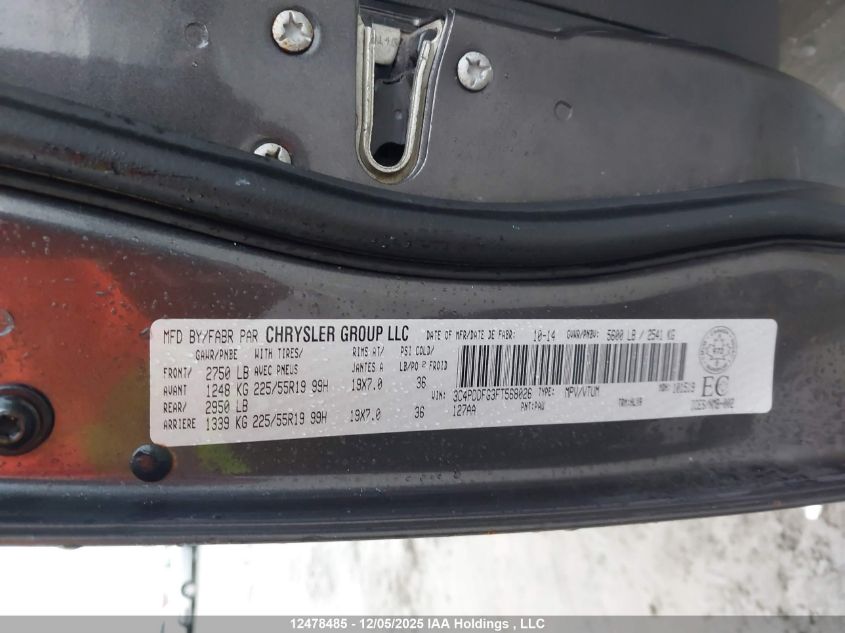 MFD BY/FABR PAR CHRYSLER GROUP LLC DATE OF MFR/DATE DE FABR: 10-14 GVWR/PNBV: 5600 LB / 2541 KG
GAWR/PNBE WITH TIRES/ RIMS AT/ PSI COLD/
FRONT/ 2750 LB AVEC PNEUS JANTES A LB/PO² FROID
AVANT 1248 KG 225/55R19 99H 19X7.0 36
REAR/ 2950 LB
ARRIERE 1339 KG 225/55R19 99H 19X7.0 36
VIN: 3C4PDDFG3FT568026 TYPE: MPV/VTUM
127AA PNT:PAU
EC
12478485 - 12/05/2025 IAA Holdings , LLC